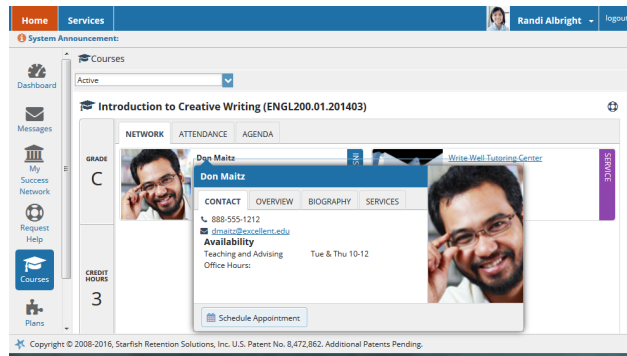 Home Services Randi Albright logout
System Announcement:
Dashboard
Messages
My
Success
Network
Request
Help
Courses
Plans
Courses
Active
Introduction to Creative Writing (ENGL200.01.201403)
GRADE
C
CREDIT
HOURS
3
NETWORK ATTENDANCE AGENDA
Don Maitz
INS
Write Well Tutoring Center
SERVICE
Don Maitz
CONTACT OVERVIEW BIOGRAPHY SERVICES
888-555-1212
dmaitz@excellent.edu
Availability
Teaching and Advising Tue & Thu 10-12
Office Hours:
Schedule Appointment
Copyright © 2008-2016, Starfish Retention Solutions, Inc. U.S. Patent No. 8,472,862. Additional Patents Pending.